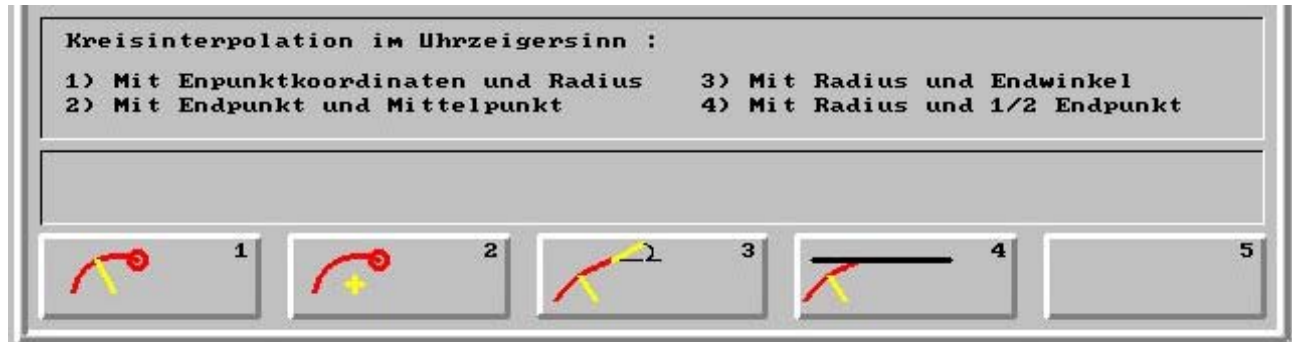 Kreisinterpolation im Uhrzeigersinn :
1) Mit Enpunktkoordinaten und Radius
2) Mit Endpunkt und Mittelpunkt
3) Mit Radius und Endwinkel
4) Mit Radius und 1/2 Endpunkt
1
2
3
4
5